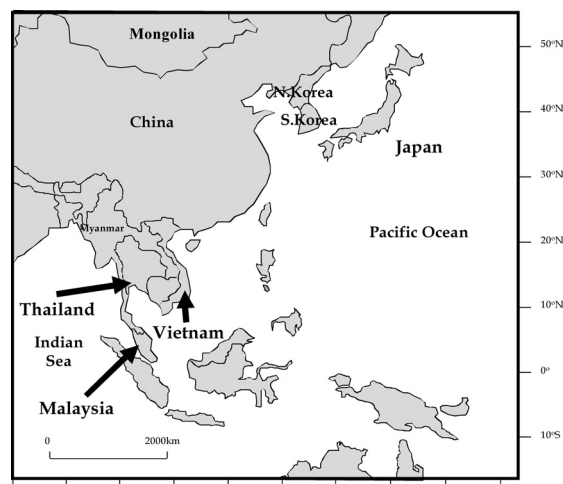 Mongolia
50°N
N.Korea
40°N
China
S.Korea
Japan
30°N
Myanmar
Pacific Ocean
20°N
Thailand
10°N
Vietnam
Indian
Sea
0°
Malaysia
0
2000km
10°S